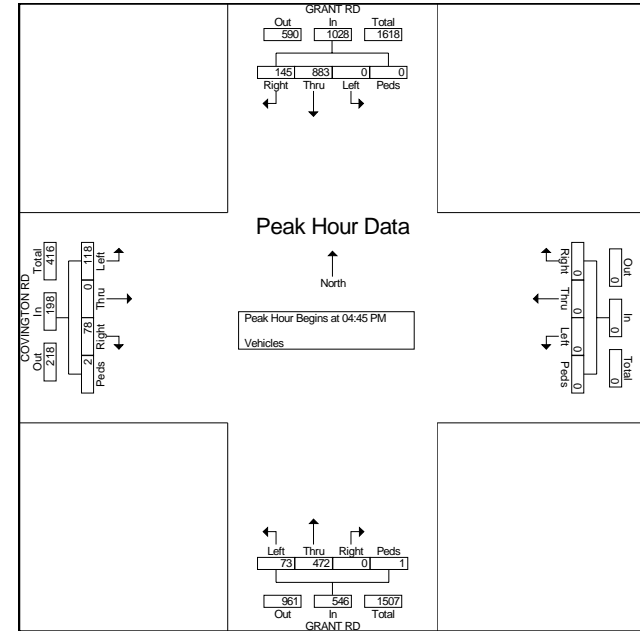 GRANT RD
Out In Total
590 1028 1618
145 883 0 0
Right Thru Left Peds
Peak Hour Data
North
Peak Hour Begins at 04:45 PM
Vehicles
COVINGTON RD
Out In Total
218 198 416
2 78 0 118
Peds Right Thru Left
Out In Total
0 0 0
0 0 0 0
Right Thru Left Peds
Left Thru Right Peds
73 472 0 1
961 546 1507
Out In Total
GRANT RD